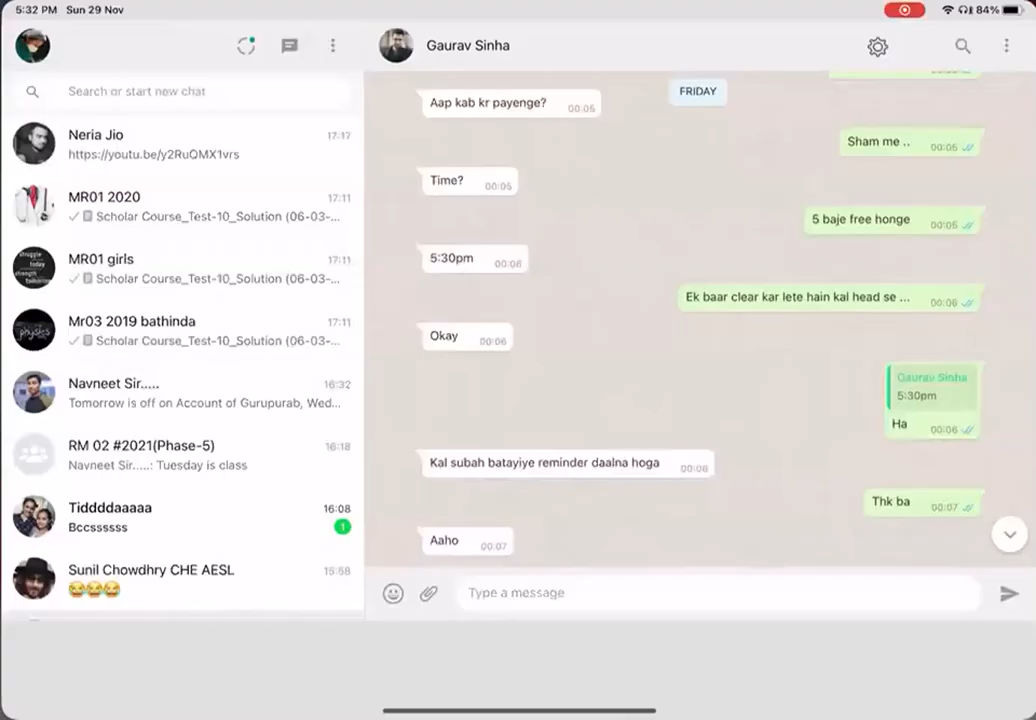 5:32 PM Sun 29 Nov
84%
Search or start new chat
Neria Jio 17:17
https://youtu.be/y2RuQMX1vrs
MR01 2020 17:11
Scholar Course_Test-10_Solution (06-03-...
MR01 girls 17:11
Scholar Course_Test-10_Solution (06-03-...
Mr03 2019 bathinda 17:11
physics
Scholar Course_Test-10_Solution (06-03-...
Navneet Sir..... 16:32
Tomorrow is off on Account of Gurupurab, Wed...
RM 02 #2021(Phase-5) 16:18
Navneet Sir.....: Tuesday is class
Tiddddaaaaa 16:08
Bccssssss 1
Sunil Chowdhry CHE AESL 15:58
😂😂😂
Gaurav Sinha
FRIDAY
Aap kab kr payenge? 00:05
Sham me .. 00:05
Time? 00:05
5 baje free honge 00:05
5:30pm 00:06
Ek baar clear kar lete hain kal head se ... 00:06
Okay 00:06
Gaurav Sinha
5:30pm
Ha 00:06
Kal subah batayiye reminder daalna hoga 00:06
Thk ba 00:07
Aaho 00:07
Type a message